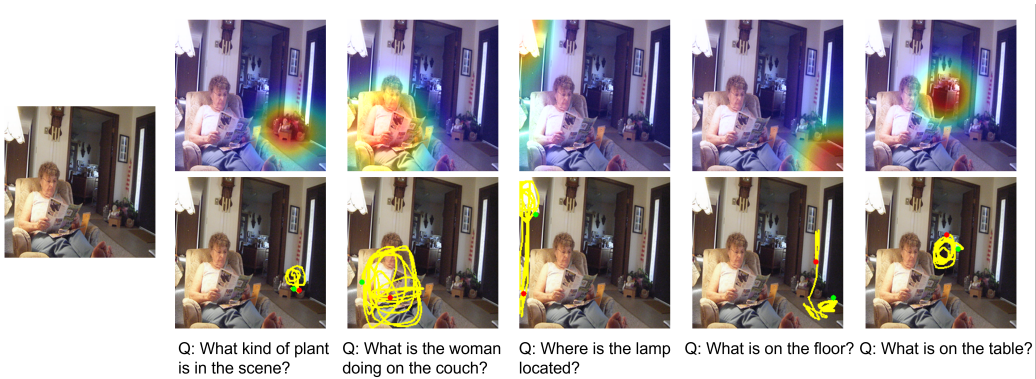 Q: What kind of plant
is in the scene?
Q: What is the woman
doing on the couch?
Q: Where is the lamp
located?
Q: What is on the floor?
Q: What is on the table?